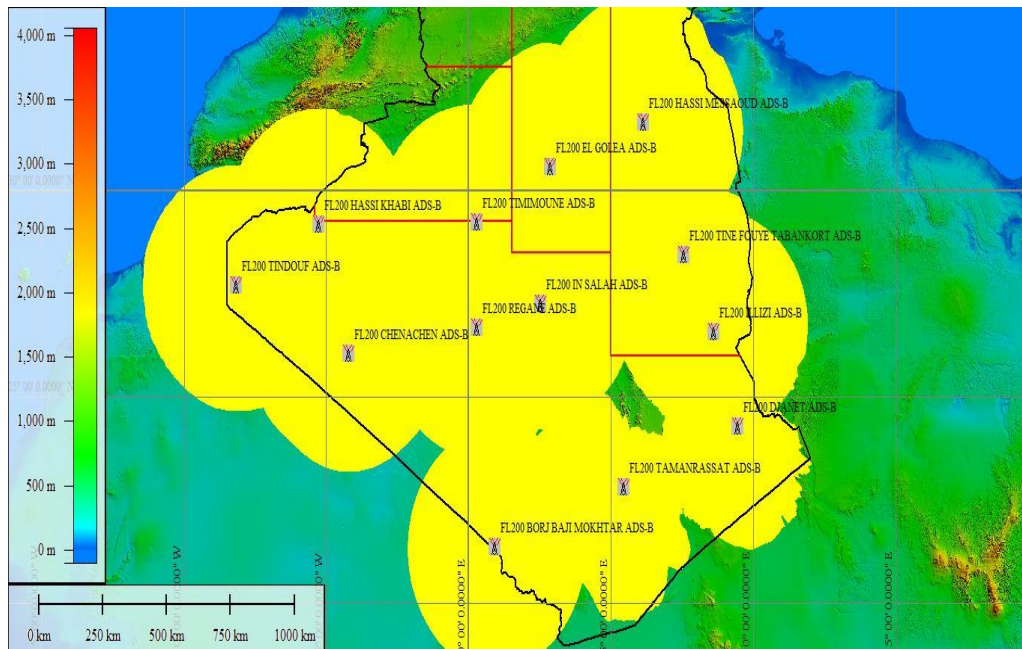 4,000 m
3,500 m
3,000 m
2,500 m
2,000 m
1,500 m
1,000 m
500 m
0 m
FL200 HASSI MESSAOUD ADS-B
FL200 EL GOLEA ADS-B
FL200 HASSI KHABI ADS-B
FL200 TIMIMOUNE ADS-B
FL200 TINE FOUYE TABANKORT ADS-B
FL200 TINDOUF ADS-B
FL200 IN SALAH ADS-B
FL200 REGANE ADS-B
FL200 ILLIZI ADS-B
FL200 CHENACHEN ADS-B
FL200 DJANET ADS-B
FL200 TAMANRASSAT ADS-B
FL200 BORJ BAJI MOKHTAR ADS-B
0 km 250 km 500 km 750 km 1000 km